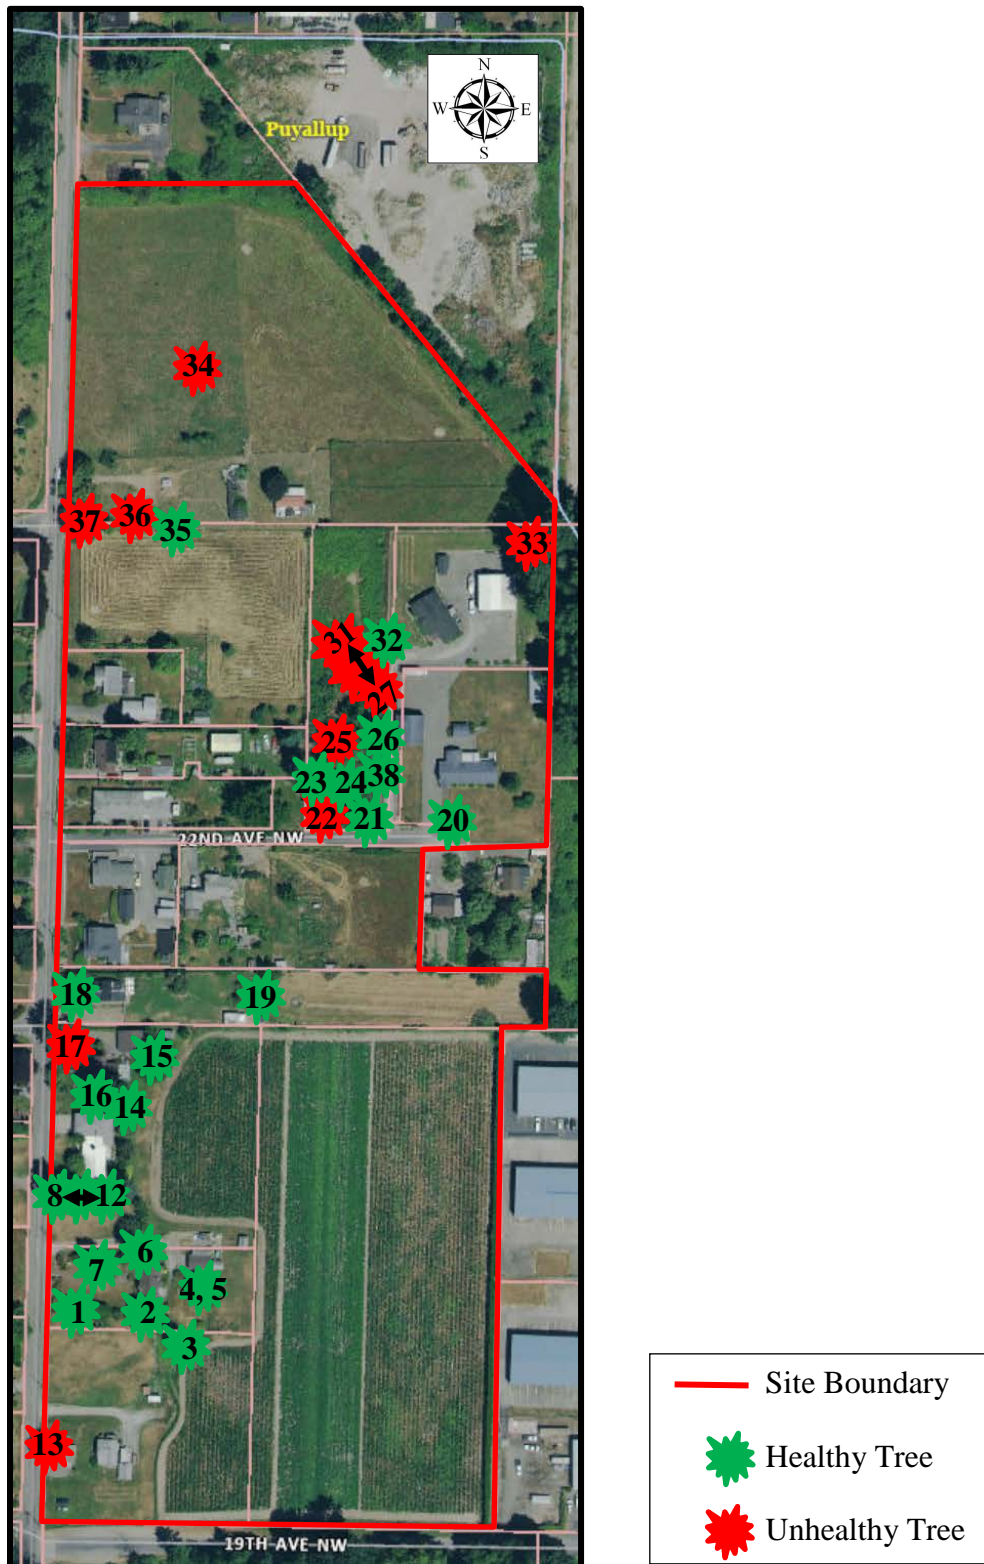 N
W E
S
Puyallup
34
37 36 35
33
31 32
27
25 26
23 24 38
22 21 20
22ND AVE NW
18 19
17
15
16 14
8 12
6
7
4, 5
1 2
3
13
19TH AVE NW
Site Boundary
Healthy Tree
Unhealthy Tree